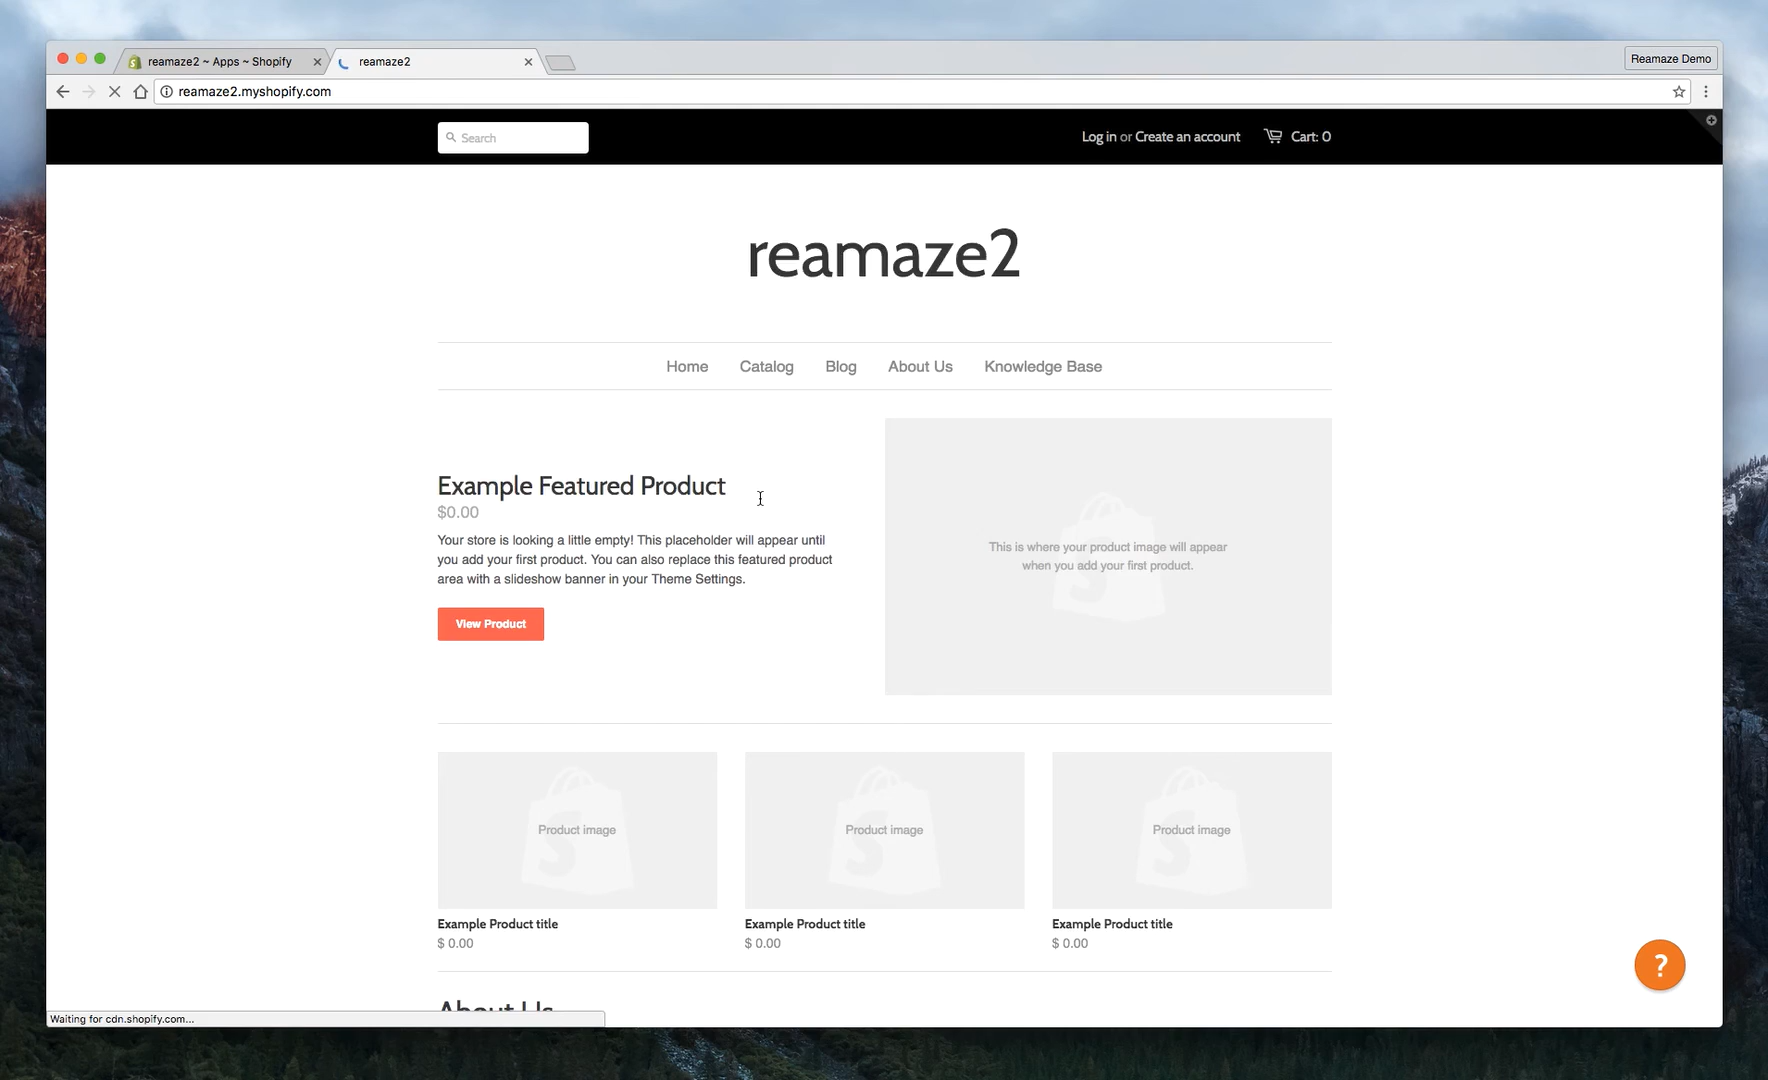 reamaze2 ~ Apps ~ Shopify
reamaze2
Reamaze Demo
reamaze2.myshopify.com
Search
Log in or Create an account
Cart: 0
reamaze2
Home
Catalog
Blog
About Us
Knowledge Base
Example Featured Product
$0.00
Your store is looking a little empty! This placeholder will appear until
you add your first product. You can also replace this featured product
area with a slideshow banner in your Theme Settings.
View Product
This is where your product image will appear
when you add your first product.
Product image
Product image
Product image
Example Product title
$ 0.00
Example Product title
$ 0.00
Example Product title
$ 0.00
?
About Us
Waiting for cdn.shopify.com...